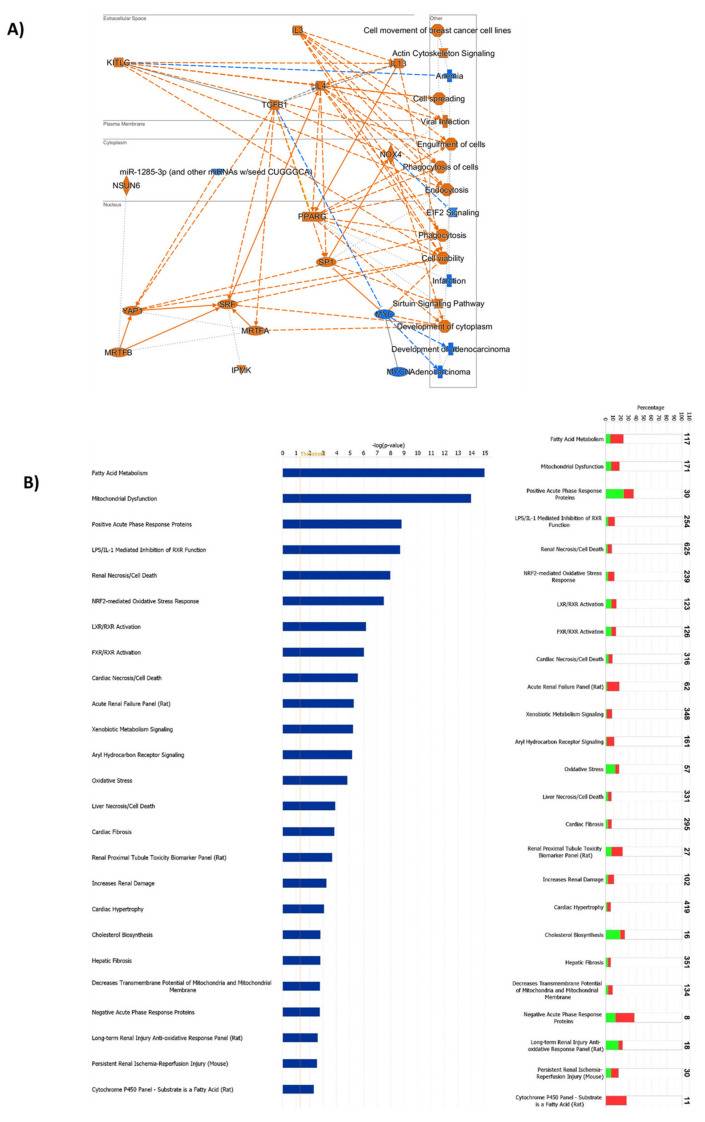 A)
Extracellular Space
Other
IL3
Cell movement of breast cancer cell lines
Actin Cytoskeleton Signaling
KITLG
IL13
Anemia
IL4
Cell spreading
TGFB1
Plasma Membrane
Viral Infection
Cytoplasm
Engulfment of cells
NOX4
Phagocytosis of cells
miR-1285-3p (and other miRNAs w/seed CUGGGCA)
NSUN6
Endocytosis
Nucleus
EIF2 Signaling
PPARG
Phagocytosis
SP1
Cell viability
Infarction
Sirtuin Signaling Pathway
YAP1
SRF
MRTFA
Development of cytoplasm
MRTFB
Development of adenocarcinoma
IPMK
Adenocarcinoma
B)
-log(p-value)
0 1 2 3 4 5 6 7 8 9 10 11 12 13 14 15
Threshold
Fatty Acid Metabolism
Mitochondrial Dysfunction
Positive Acute Phase Response Proteins
LPS/IL-1 Mediated Inhibition of RXR Function
Renal Necrosis/Cell Death
NRF2-mediated Oxidative Stress Response
LXR/RXR Activation
FXR/RXR Activation
Cardiac Necrosis/Cell Death
Acute Renal Failure Panel (Rat)
Xenobiotic Metabolism Signaling
Aryl Hydrocarbon Receptor Signaling
Oxidative Stress
Liver Necrosis/Cell Death
Cardiac Fibrosis
Renal Proximal Tubule Toxicity Biomarker Panel (Rat)
Increases Renal Damage
Cardiac Hypertrophy
Cholesterol Biosynthesis
Hepatic Fibrosis
Decreases Transmembrane Potential of Mitochondria and Mitochondrial
Membrane
Negative Acute Phase Response Proteins
Long-term Renal Injury Anti-oxidative Response Panel (Rat)
Persistent Renal Ischemia-Reperfusion Injury (Mouse)
Cytochrome P450 Panel - Substrate is a Fatty Acid (Rat)
Percentage
0 10 20 30 40 50 60 70 80 90 100 110
Fatty Acid Metabolism 117
Mitochondrial Dysfunction 171
Positive Acute Phase Response
Proteins 30
LPS/IL-1 Mediated Inhibition of RXR
Function 254
Renal Necrosis/Cell Death 625
NRF2-mediated Oxidative Stress
Response 239
LXR/RXR Activation 123
FXR/RXR Activation 126
Cardiac Necrosis/Cell Death 316
Acute Renal Failure Panel (Rat) 62
Xenobiotic Metabolism Signaling 348
Aryl Hydrocarbon Receptor Signaling 161
Oxidative Stress 57
Liver Necrosis/Cell Death 331
Cardiac Fibrosis 295
Renal Proximal Tubule Toxicity
Biomarker Panel (Rat) 27
Increases Renal Damage 102
Cardiac Hypertrophy 419
Cholesterol Biosynthesis 16
Hepatic Fibrosis 351
Decreases Transmembrane Potential
of Mitochondria and Mitochondrial
Membrane 134
Negative Acute Phase Response
Proteins 8
Long-term Renal Injury Anti-
oxidative Response Panel (Rat) 18
Persistent Renal Ischemia-
Reperfusion Injury (Mouse) 30
Cytochrome P450 Panel - Substrate
is a Fatty Acid (Rat) 11